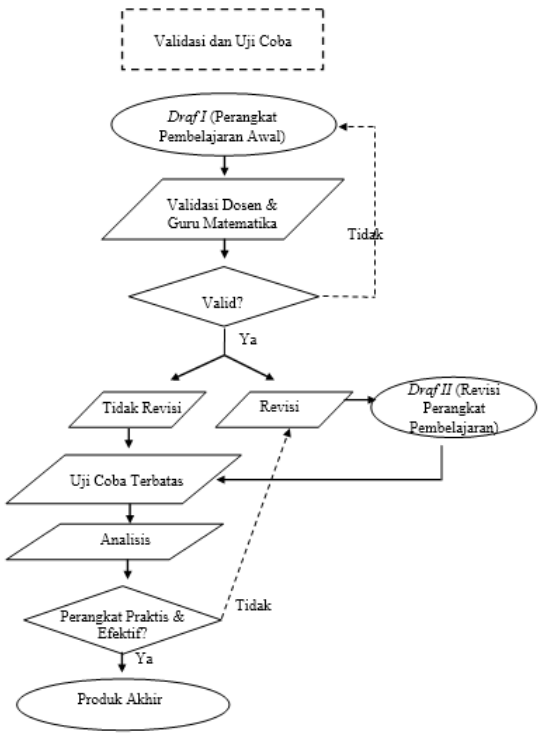 Validasi dan Uji Coba
Draf I (Perangkat
Pembelajaran Awal)
Validasi Dosen &
Guru Matematika
Tidak
Valid?
Ya
Tidak Revisi
Revisi
Draf II (Revisi
Perangkat
Pembelajaran)
Uji Coba Terbatas
Analisis
Perangkat Praktis &
Efektif?
Tidak
Ya
Produk Akhir